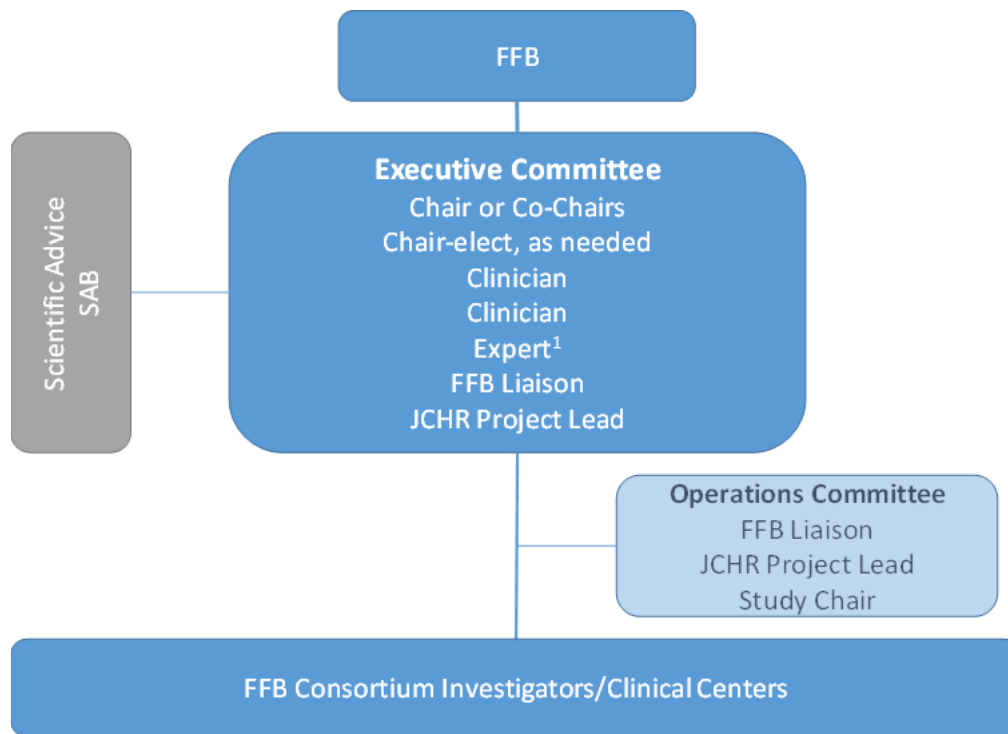 FFB
Scientific Advice
SAB
Executive Committee
Chair or Co-Chairs
Chair-elect, as needed
Clinician
Clinician
Expert¹
FFB Liaison
JCHR Project Lead
Operations Committee
FFB Liaison
JCHR Project Lead
Study Chair
FFB Consortium Investigators/Clinical Centers